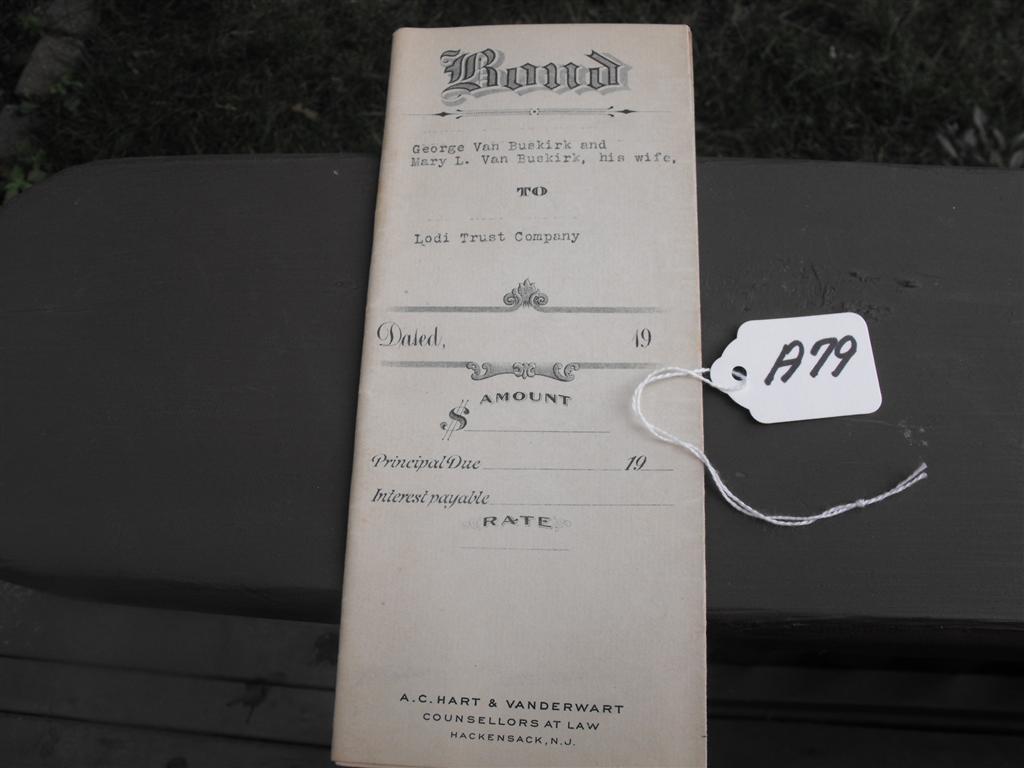 Bond
George Van Buskirk and
Mary L. Van Buskirk, his wife,
TO
Lodi Trust Company
Dated, 19
AMOUNT
$
Principal Due 19
Interest payable
RATE
A.C. HART & VANDERWART
COUNSELLORS AT LAW
HACKENSACK, N.J.
A79